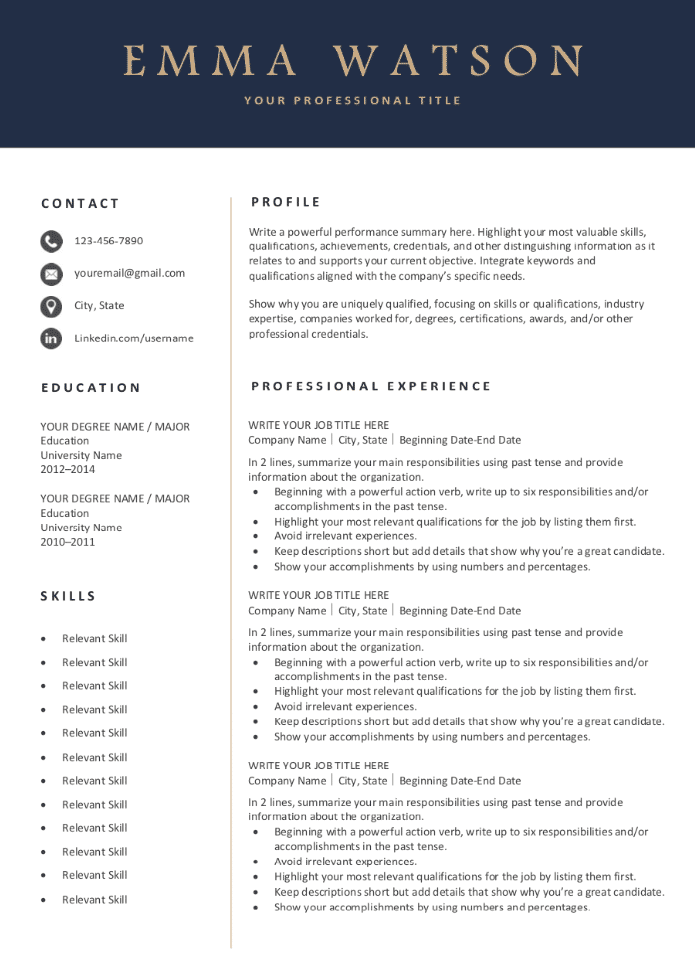 EMMA WATSON
YOUR PROFESSIONAL TITLE
CONTACT
123-456-7890
youremail@gmail.com
City, State
Linkedin.com/username
EDUCATION
YOUR DEGREE NAME / MAJOR
Education
University Name
2012–2014
YOUR DEGREE NAME / MAJOR
Education
University Name
2010–2011
SKILLS
• Relevant Skill
• Relevant Skill
• Relevant Skill
• Relevant Skill
• Relevant Skill
• Relevant Skill
• Relevant Skill
• Relevant Skill
• Relevant Skill
• Relevant Skill
• Relevant Skill
• Relevant Skill
PROFILE
Write a powerful performance summary here. Highlight your most valuable skills,
qualifications, achievements, credentials, and other distinguishing information as it
relates to and supports your current objective. Integrate keywords and
qualifications aligned with the company's specific needs.
Show why you are uniquely qualified, focusing on skills or qualifications, industry
expertise, companies worked for, degrees, certifications, awards, and/or other
professional credentials.
PROFESSIONAL EXPERIENCE
WRITE YOUR JOB TITLE HERE
Company Name | City, State | Beginning Date-End Date
In 2 lines, summarize your main responsibilities using past tense and provide
information about the organization.
• Beginning with a powerful action verb, write up to six responsibilities and/or
accomplishments in the past tense.
• Highlight your most relevant qualifications for the job by listing them first.
• Avoid irrelevant experiences.
• Keep descriptions short but add details that show why you're a great candidate.
• Show your accomplishments by using numbers and percentages.
WRITE YOUR JOB TITLE HERE
Company Name | City, State | Beginning Date-End Date
In 2 lines, summarize your main responsibilities using past tense and provide
information about the organization.
• Beginning with a powerful action verb, write up to six responsibilities and/or
accomplishments in the past tense.
• Highlight your most relevant qualifications for the job by listing them first.
• Avoid irrelevant experiences.
• Keep descriptions short but add details that show why you're a great candidate.
• Show your accomplishments by using numbers and percentages.
WRITE YOUR JOB TITLE HERE
Company Name | City, State | Beginning Date-End Date
In 2 lines, summarize your main responsibilities using past tense and provide
information about the organization.
• Beginning with a powerful action verb, write up to six responsibilities and/or
accomplishments in the past tense.
• Avoid irrelevant experiences.
• Highlight your most relevant qualifications for the job by listing them first.
• Keep descriptions short but add details that show why you're a great candidate.
• Show your accomplishments by using numbers and percentages.